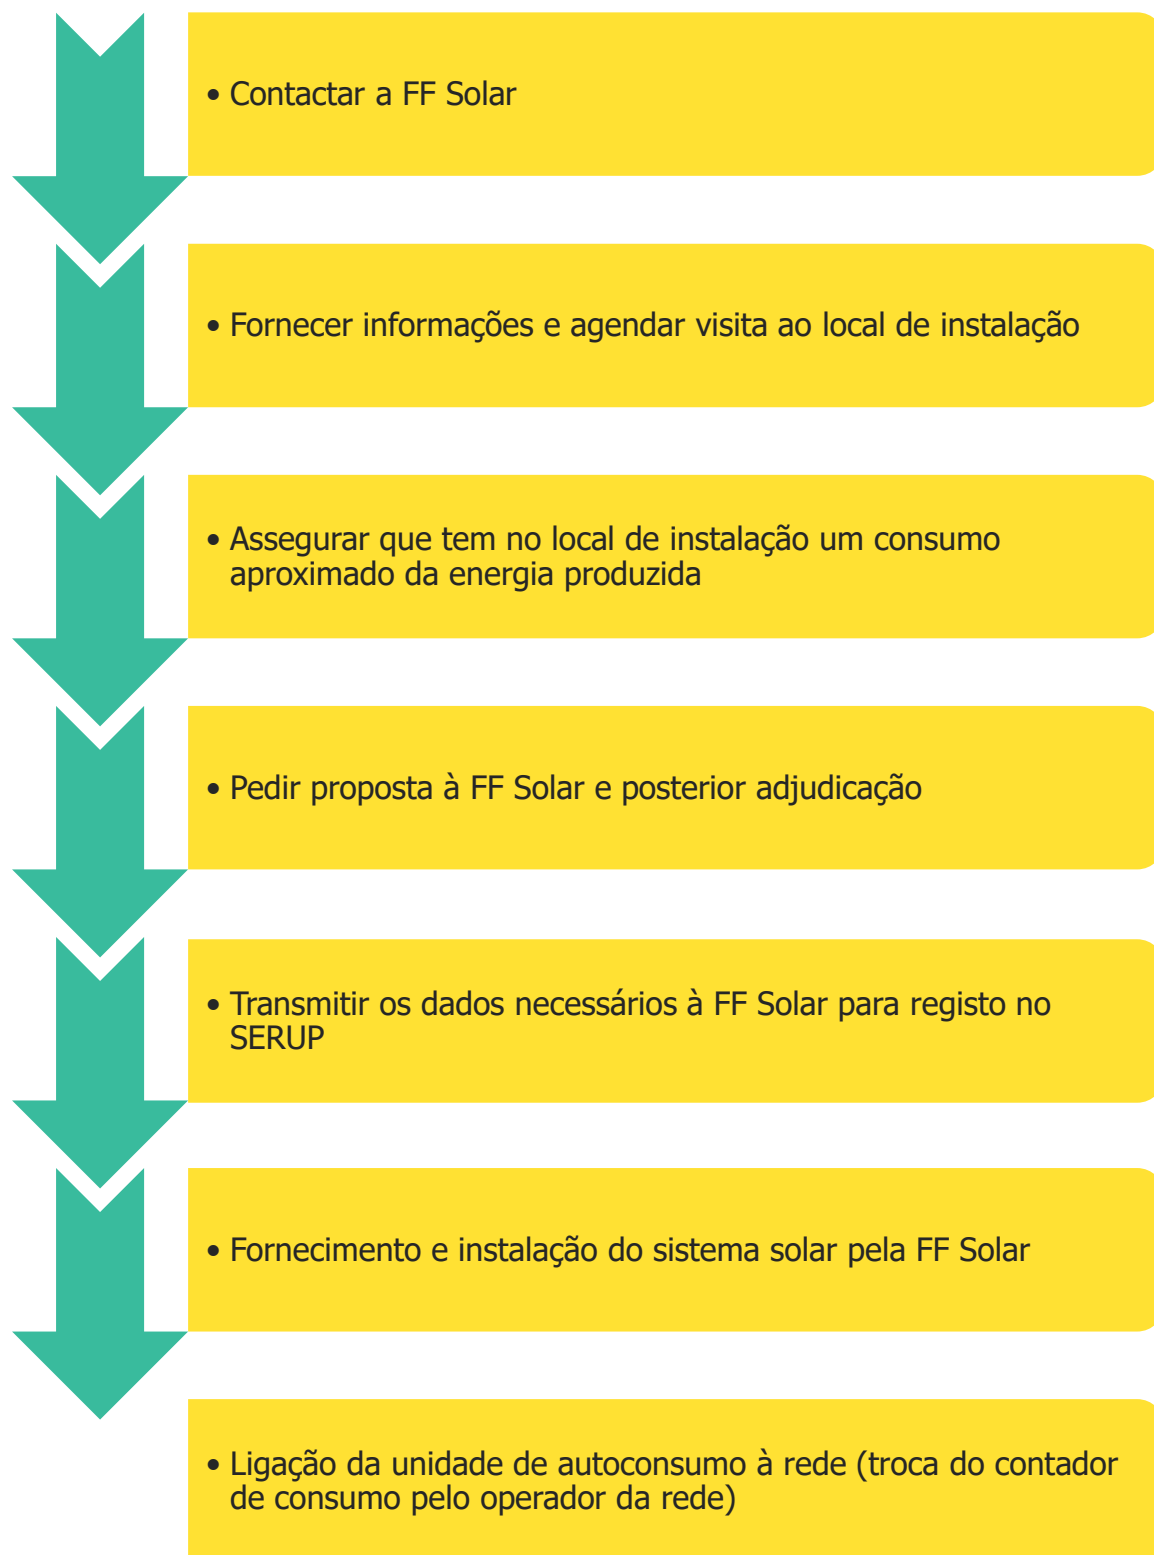 • Contactar a FF Solar
• Fornecer informações e agendar visita ao local de instalação
• Assegurar que tem no local de instalação um consumo
aproximado da energia produzida
• Pedir proposta à FF Solar e posterior adjudicação
• Transmitir os dados necessários à FF Solar para registo no
SERUP
• Fornecimento e instalação do sistema solar pela FF Solar
• Ligação da unidade de autoconsumo à rede (troca do contador
de consumo pelo operador da rede)